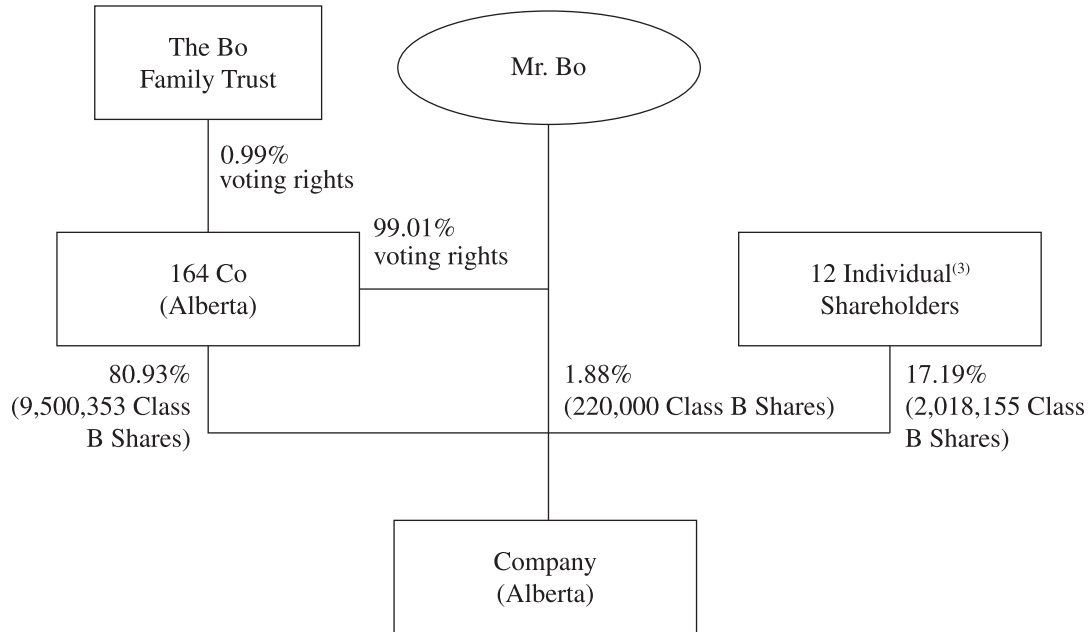 The Bo
Family Trust
Mr. Bo
0.99%
voting rights
99.01%
voting rights
164 Co
(Alberta)
12 Individual(3)
Shareholders
80.93%
(9,500,353 Class
B Shares)
1.88%
(220,000 Class B Shares)
17.19%
(2,018,155 Class
B Shares)
Company
(Alberta)